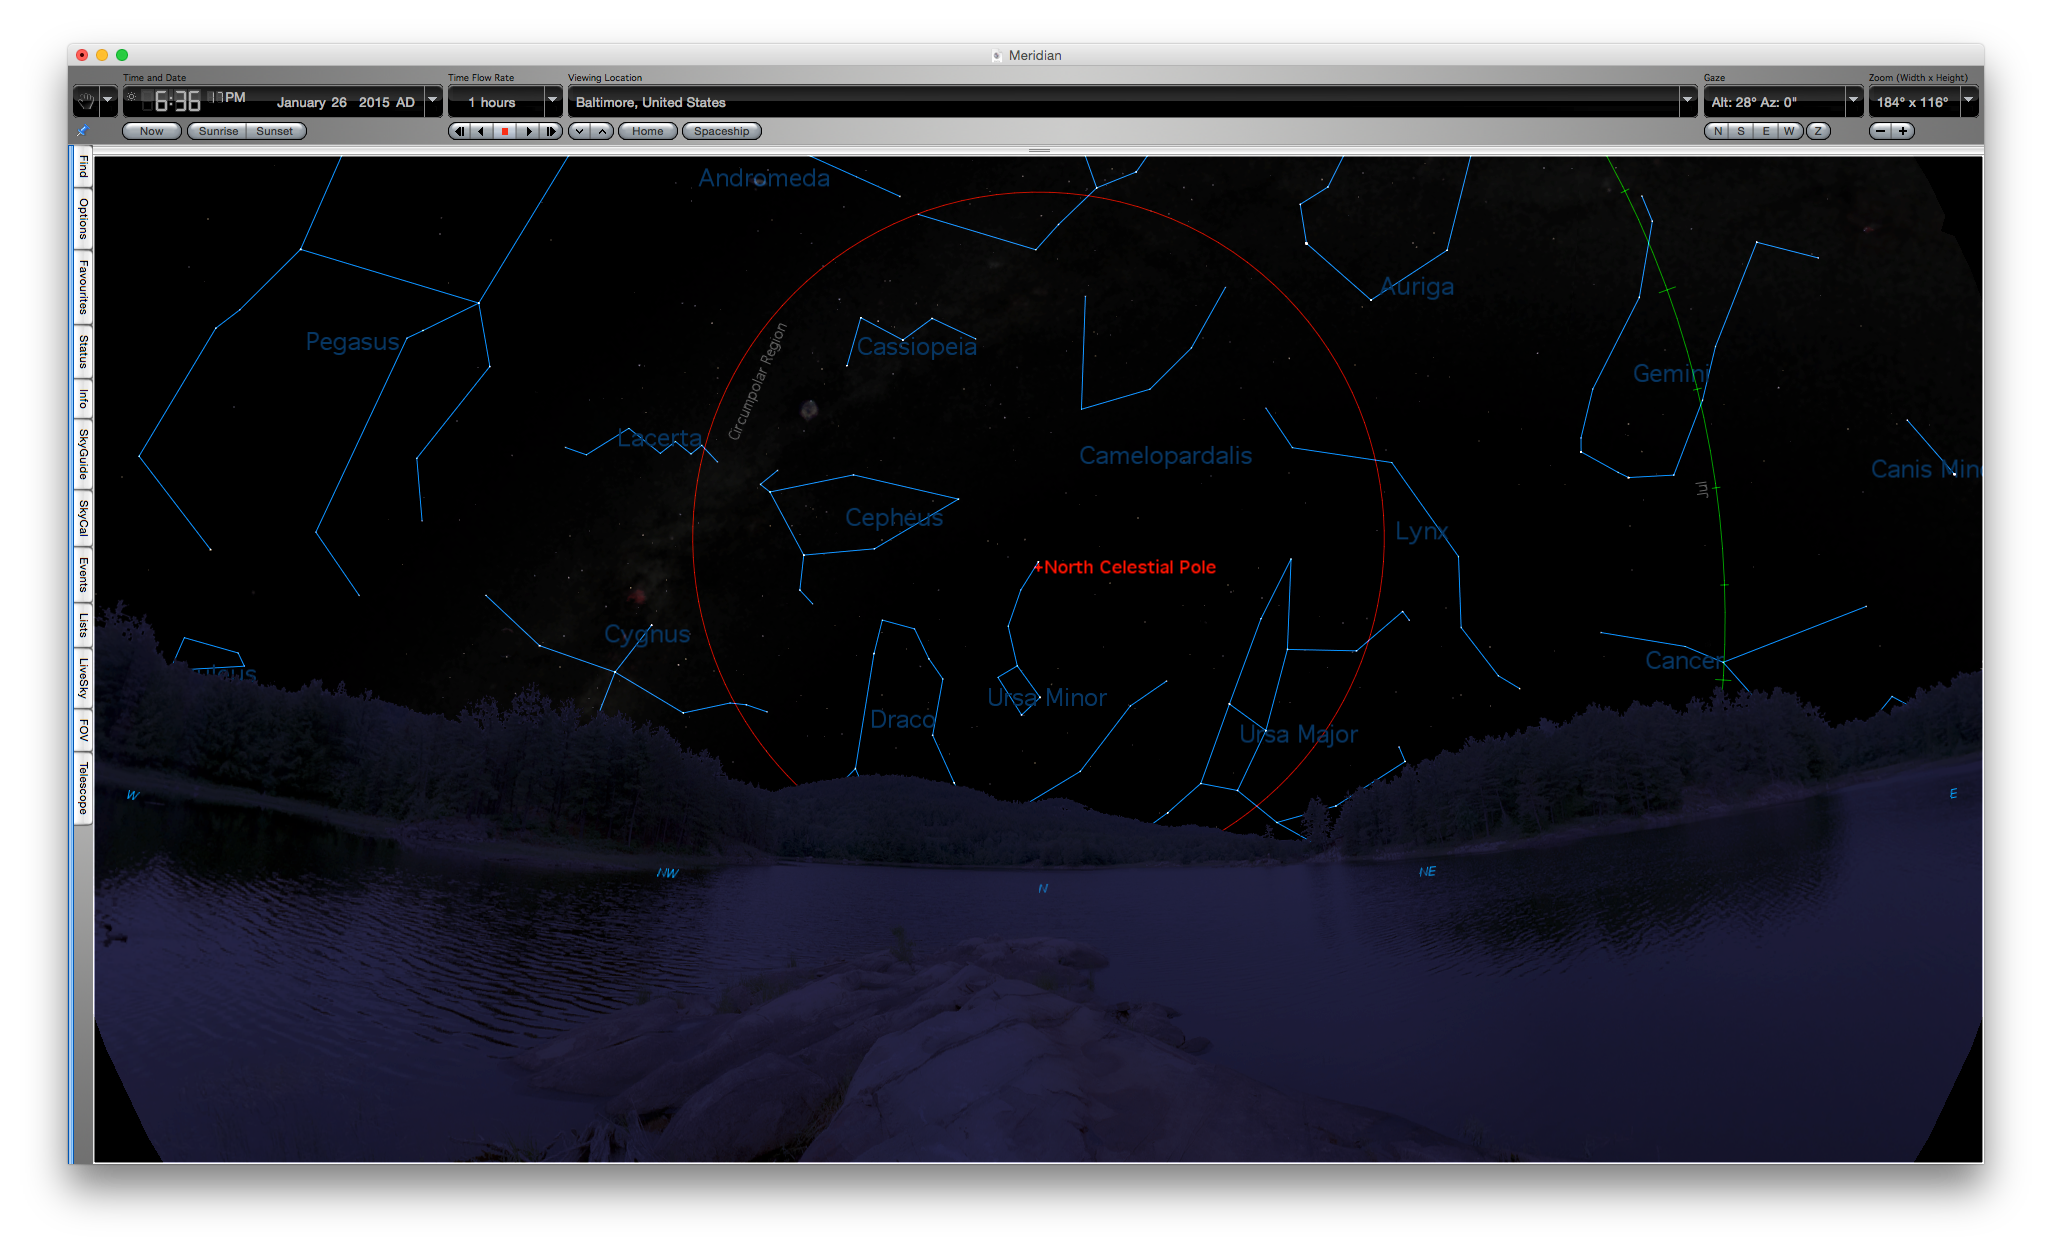 Meridian
Time and Date
Time Flow Rate
Viewing Location
Gaze
Zoom (Width x Height)
6:36 17 PM January 26 2015 AD
1 hours
Baltimore, United States
Alt: 28° Az: 0"
184° x 116°
Now
Sunrise
Sunset
Home
Spaceship
N S E W Z
Find
Options
Favourites
Status
Info
SkyGuide
SkyCal
Events
Lists
LiveSky
FOV
Telescope
Andromeda
Auriga
Pegasus
Circumpolar Region
Cassiopeia
Gemini
Lacerta
Camelopardalis
Canis Min
Jul
Cepheus
Lynx
+North Celestial Pole
Cygnus
Cancer
Ursa Minor
Draco
Ursa Major
W
E
NW
N
NE